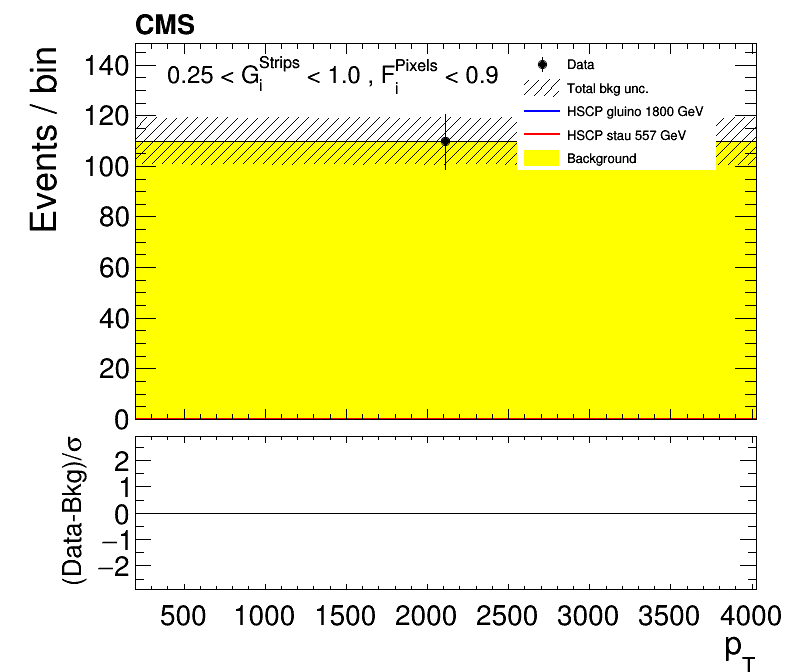 CMS
Events / bin
140
120
100
80
60
40
20
0
0.25 < G_i^Strips < 1.0 , F_i^Pixels < 0.9
Data
Total bkg unc.
HSCP gluino 1800 GeV
HSCP stau 557 GeV
Background
(Data-Bkg)/σ
2
1
0
−1
−2
500 1000 1500 2000 2500 3000 3500 4000
p_T